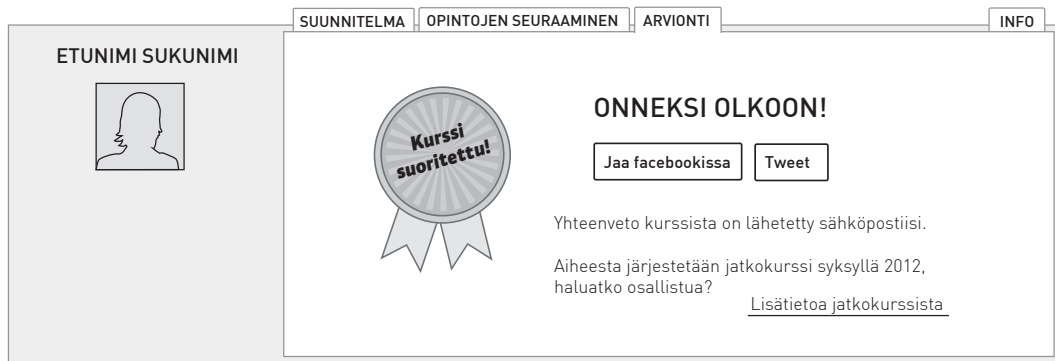 SUUNNITELMA
OPINTOJEN SEURAAMINEN
ARVIONTI
INFO
ETUNIMI SUKUNIMI
Kurssi
suoritettu!
ONNEKSI OLKOON!
Jaa facebookissa
Tweet
Yhteenveto kurssista on lähetetty sähköpostiisi.
Aiheesta järjestetään jatkokurssi syksyllä 2012,
haluatko osallistua?
Lisätietoa jatkokurssista